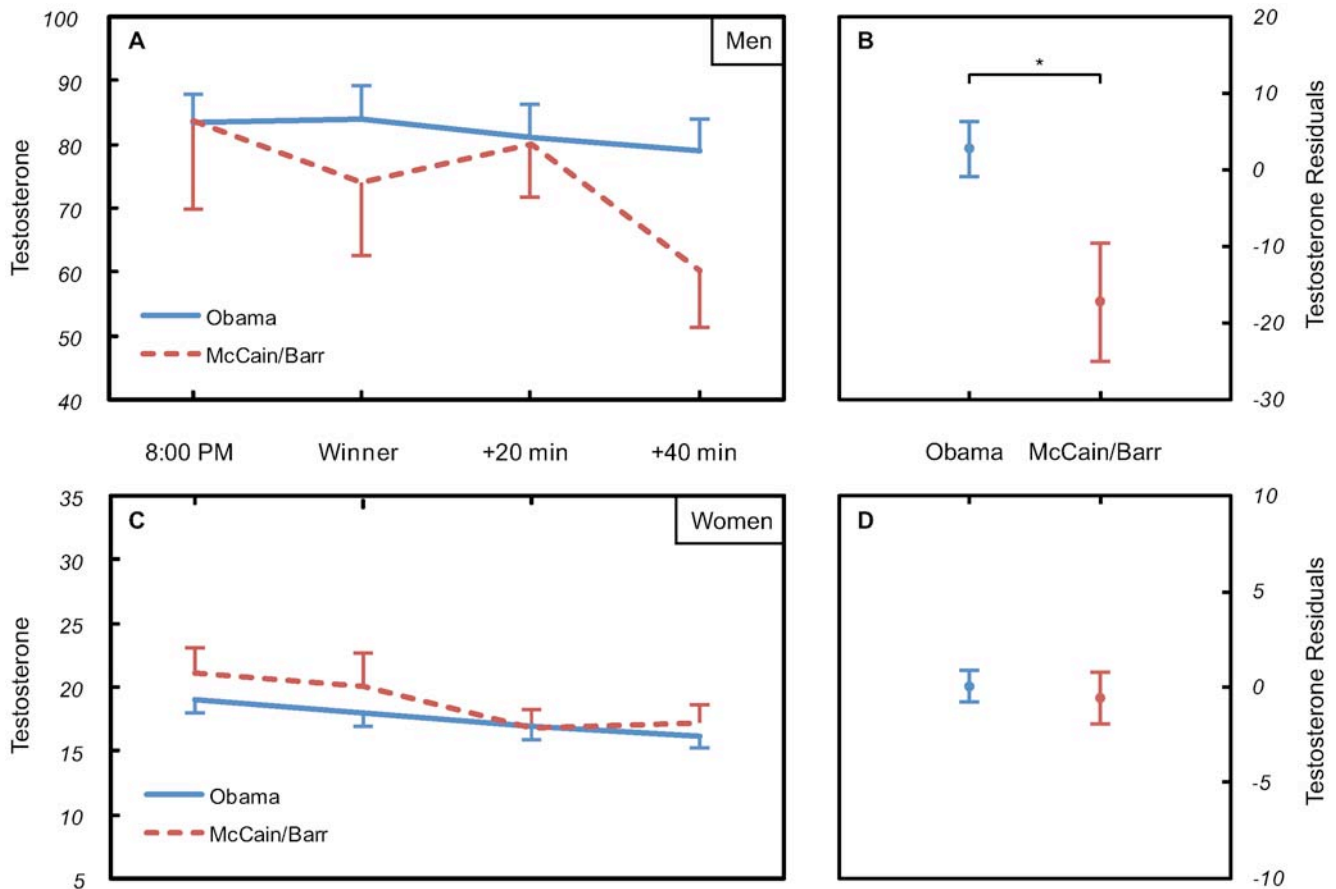 A
Men
100
90
80
70
60
50
40
Testosterone
Obama
McCain/Barr
B
*
20
10
0
-10
-20
-30
Testosterone Residuals
8:00 PM Winner +20 min +40 min
Obama McCain/Barr
C
Women
35
30
25
20
15
10
5
Testosterone
Obama
McCain/Barr
D
10
5
0
-5
-10
Testosterone Residuals